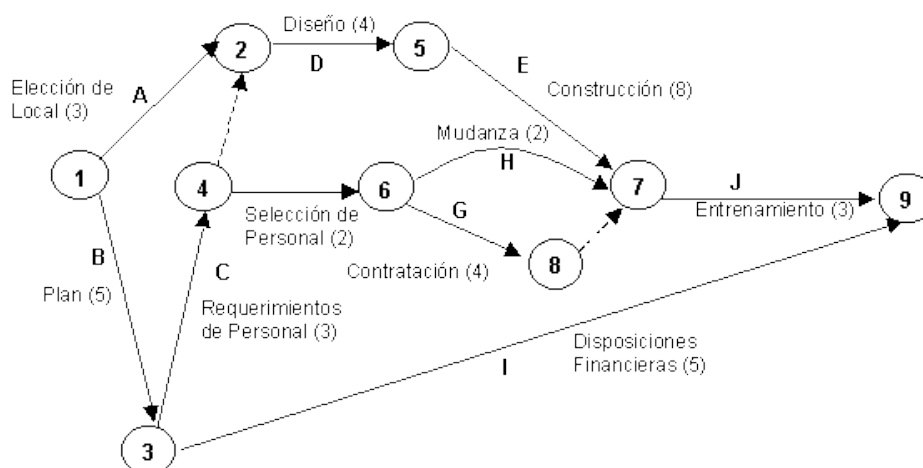 Diseño (4)
2
5
D
Elección de
Local (3)
A
E
Construcción (8)
Mudanza (2)
H
1
4
6
7
J
9
Selección de
Personal (2)
G
Entrenamiento (3)
B
C
Contratación (4)
8
Plan (5)
Requerimientos
de Personal (3)
Disposiciones
Financieras (5)
I
3